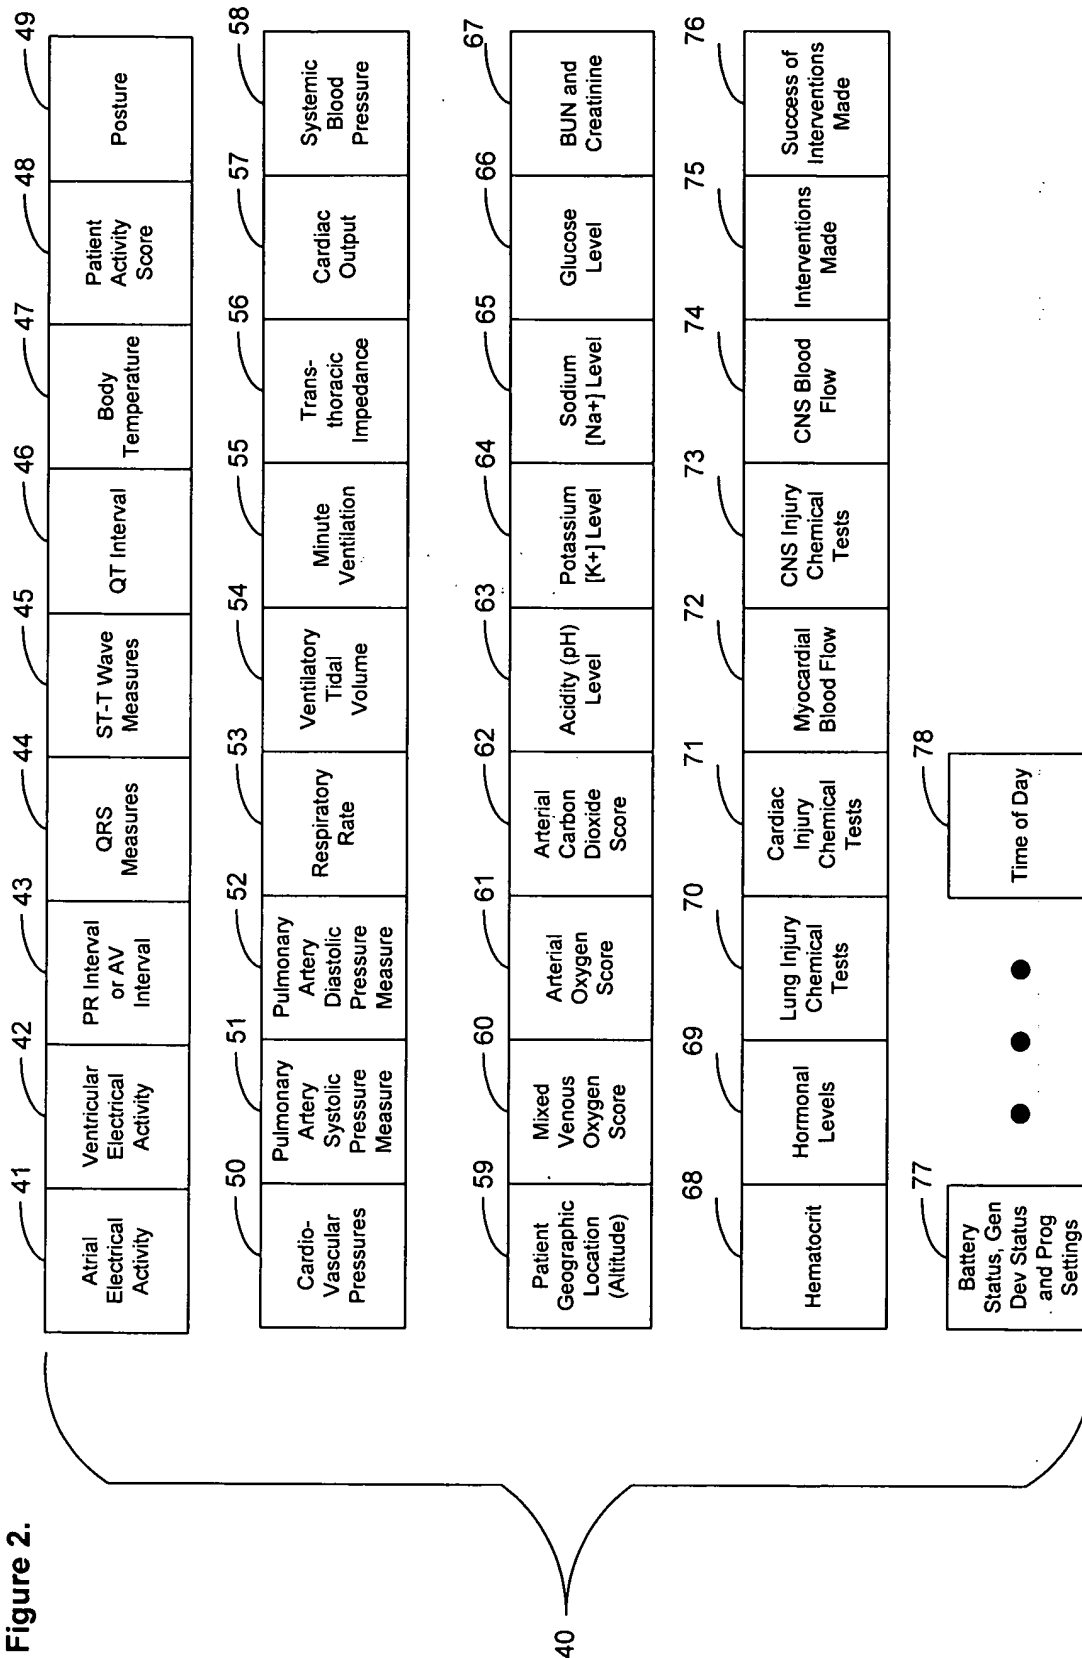 Figure 2.
40
41
42
43
44
45
46
47
48
49
Atrial
Electrical
Activity
Ventricular
Electrical
Activity
PR Interval
or AV
Interval
QRS
Measures
ST-T Wave
Measures
QT Interval
Body
Temperature
Patient
Activity
Score
Posture
50
51
52
53
54
55
56
57
58
Cardio-
Vascular
Pressures
Pulmonary
Artery
Systolic
Pressure
Measure
Pulmonary
Artery
Diastolic
Pressure
Measure
Respiratory
Rate
Ventilatory
Tidal
Volume
Minute
Ventilation
Trans-
thoracic
Impedance
Cardiac
Output
Systemic
Blood
Pressure
59
60
61
62
63
64
65
66
67
Patient
Geographic
Location
(Altitude)
Mixed
Venous
Oxygen
Score
Arterial
Oxygen
Score
Arterial
Carbon
Dioxide
Score
Acidity (pH)
Level
Potassium
[K+] Level
Sodium
[Na+] Level
Glucose
Level
BUN and
Creatinine
68
69
70
71
72
73
74
75
76
Hematocrit
Hormonal
Levels
Lung Injury
Chemical
Tests
Cardiac
Injury
Chemical
Tests
Myocardial
Blood Flow
CNS Injury
Chemical
Tests
CNS Blood
Flow
Interventions
Made
Success of
Interventions
Made
77
78
Battery
Status, Gen
Dev Status
and Prog
Settings
Time of Day